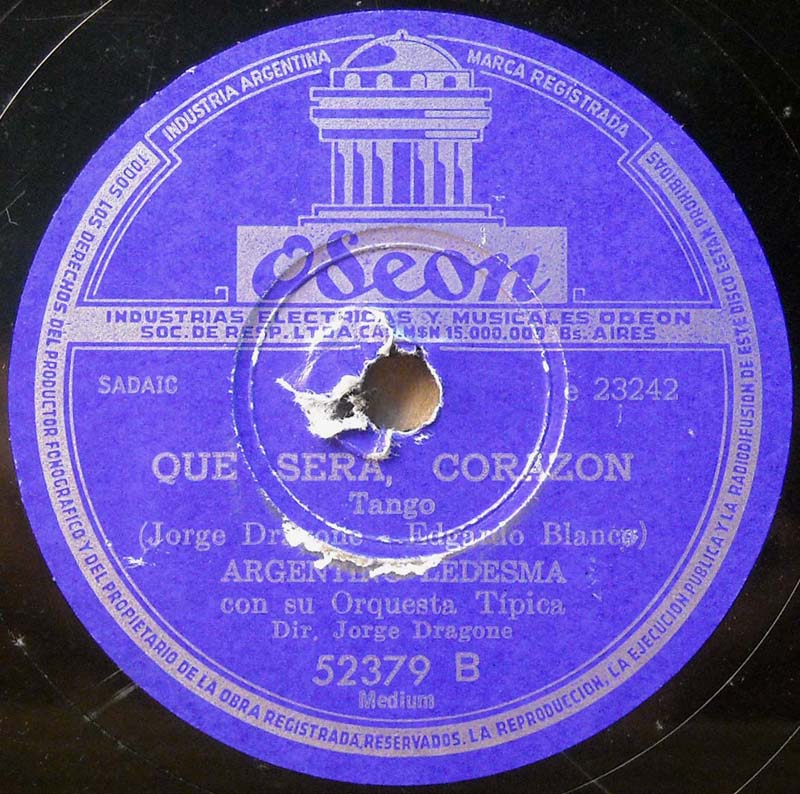 INDUSTRIA ARGENTINA
MARCA REGISTRADA
Odeon
INDUSTRIAS ELECTRICAS Y MUSICALES ODEON
SOC. DE RESP. LTDA. CAP. M$N 15.000.000 Bs. AIRES
SADAIC
e 23242
QUE SERA, CORAZON
Tango
(Jorge Dragone - Edgardo Blanco)
ARGENTINO LEDESMA
con su Orquesta Típica
Dir. Jorge Dragone
52379 B
Medium
TODOS LOS DERECHOS DEL PRODUCTOR FONOGRAFICO Y DEL PROPIETARIO DE LA OBRA REGISTRADA, RESERVADOS. LA REPRODUCCION, LA EJECUCION PUBLICA Y LA RADIODIFUSION DE ESTE DISCO ESTAN PROHIBIDAS